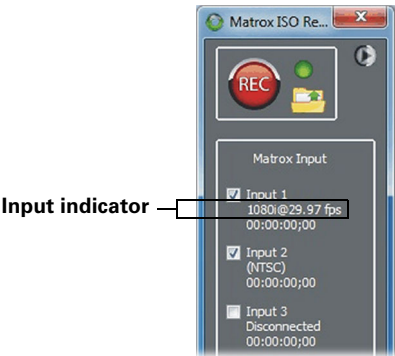 Matrox ISO Re...
REC
Matrox Input
Input 1
Input indicator
1080i@29.97 fps
00:00:00;00
Input 2
(NTSC)
00:00:00;00
Input 3
Disconnected
00:00:00;00